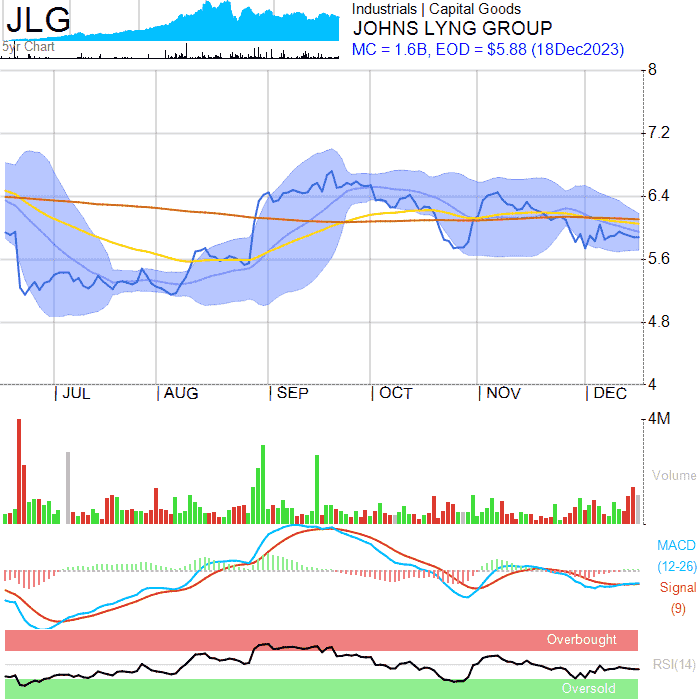 JLG
5yr Chart
Industrials | Capital Goods
JOHNS LYNG GROUP
MC = 1.6B, EOD = $5.88 (18Dec2023)
8
7.2
6.4
5.6
4.8
4
JUL AUG SEP OCT NOV DEC
4M
Volume
MACD
(12-26)
Signal
(9)
Overbought
RSI(14)
Oversold